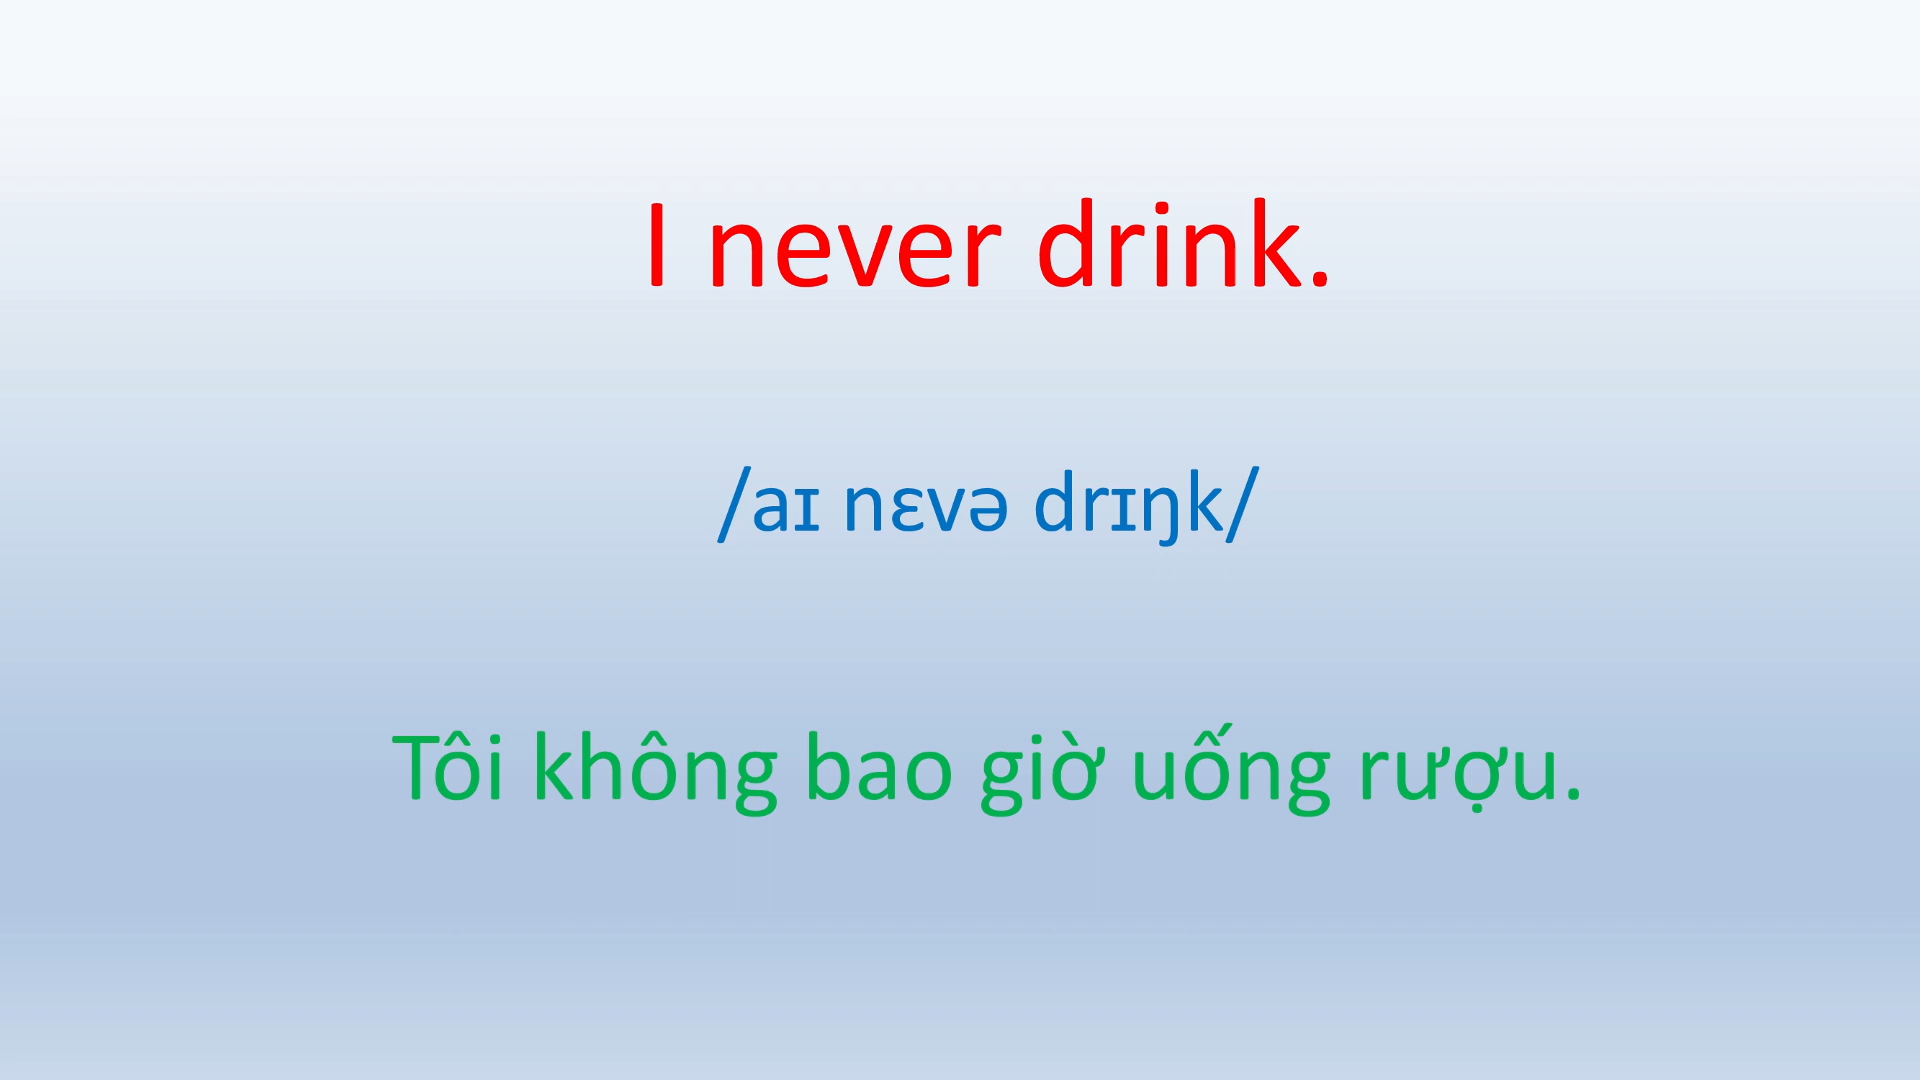 I never drink.
/aɪ nɛvə drɪŋk/
Tôi không bao giờ uống rượu.